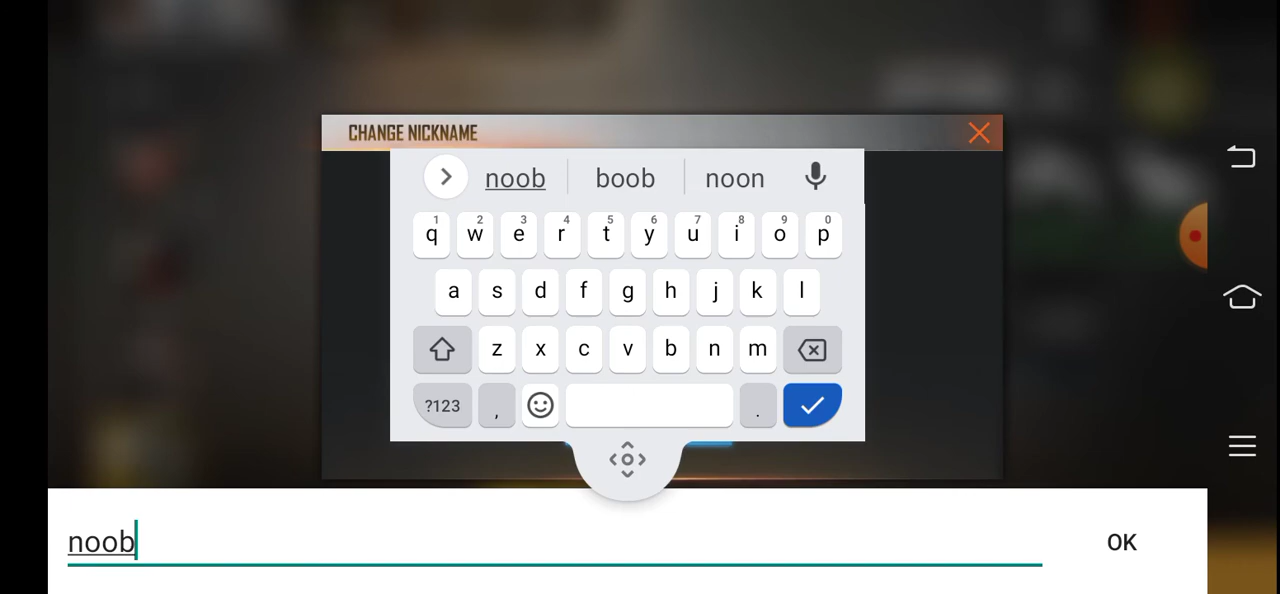 CHANGE NICKNAME
noob boob noon
1 2 3 4 5 6 7 8 9 0
q w e r t y u i o p
a s d f g h j k l
z x c v b n m
?123 , .
noob OK